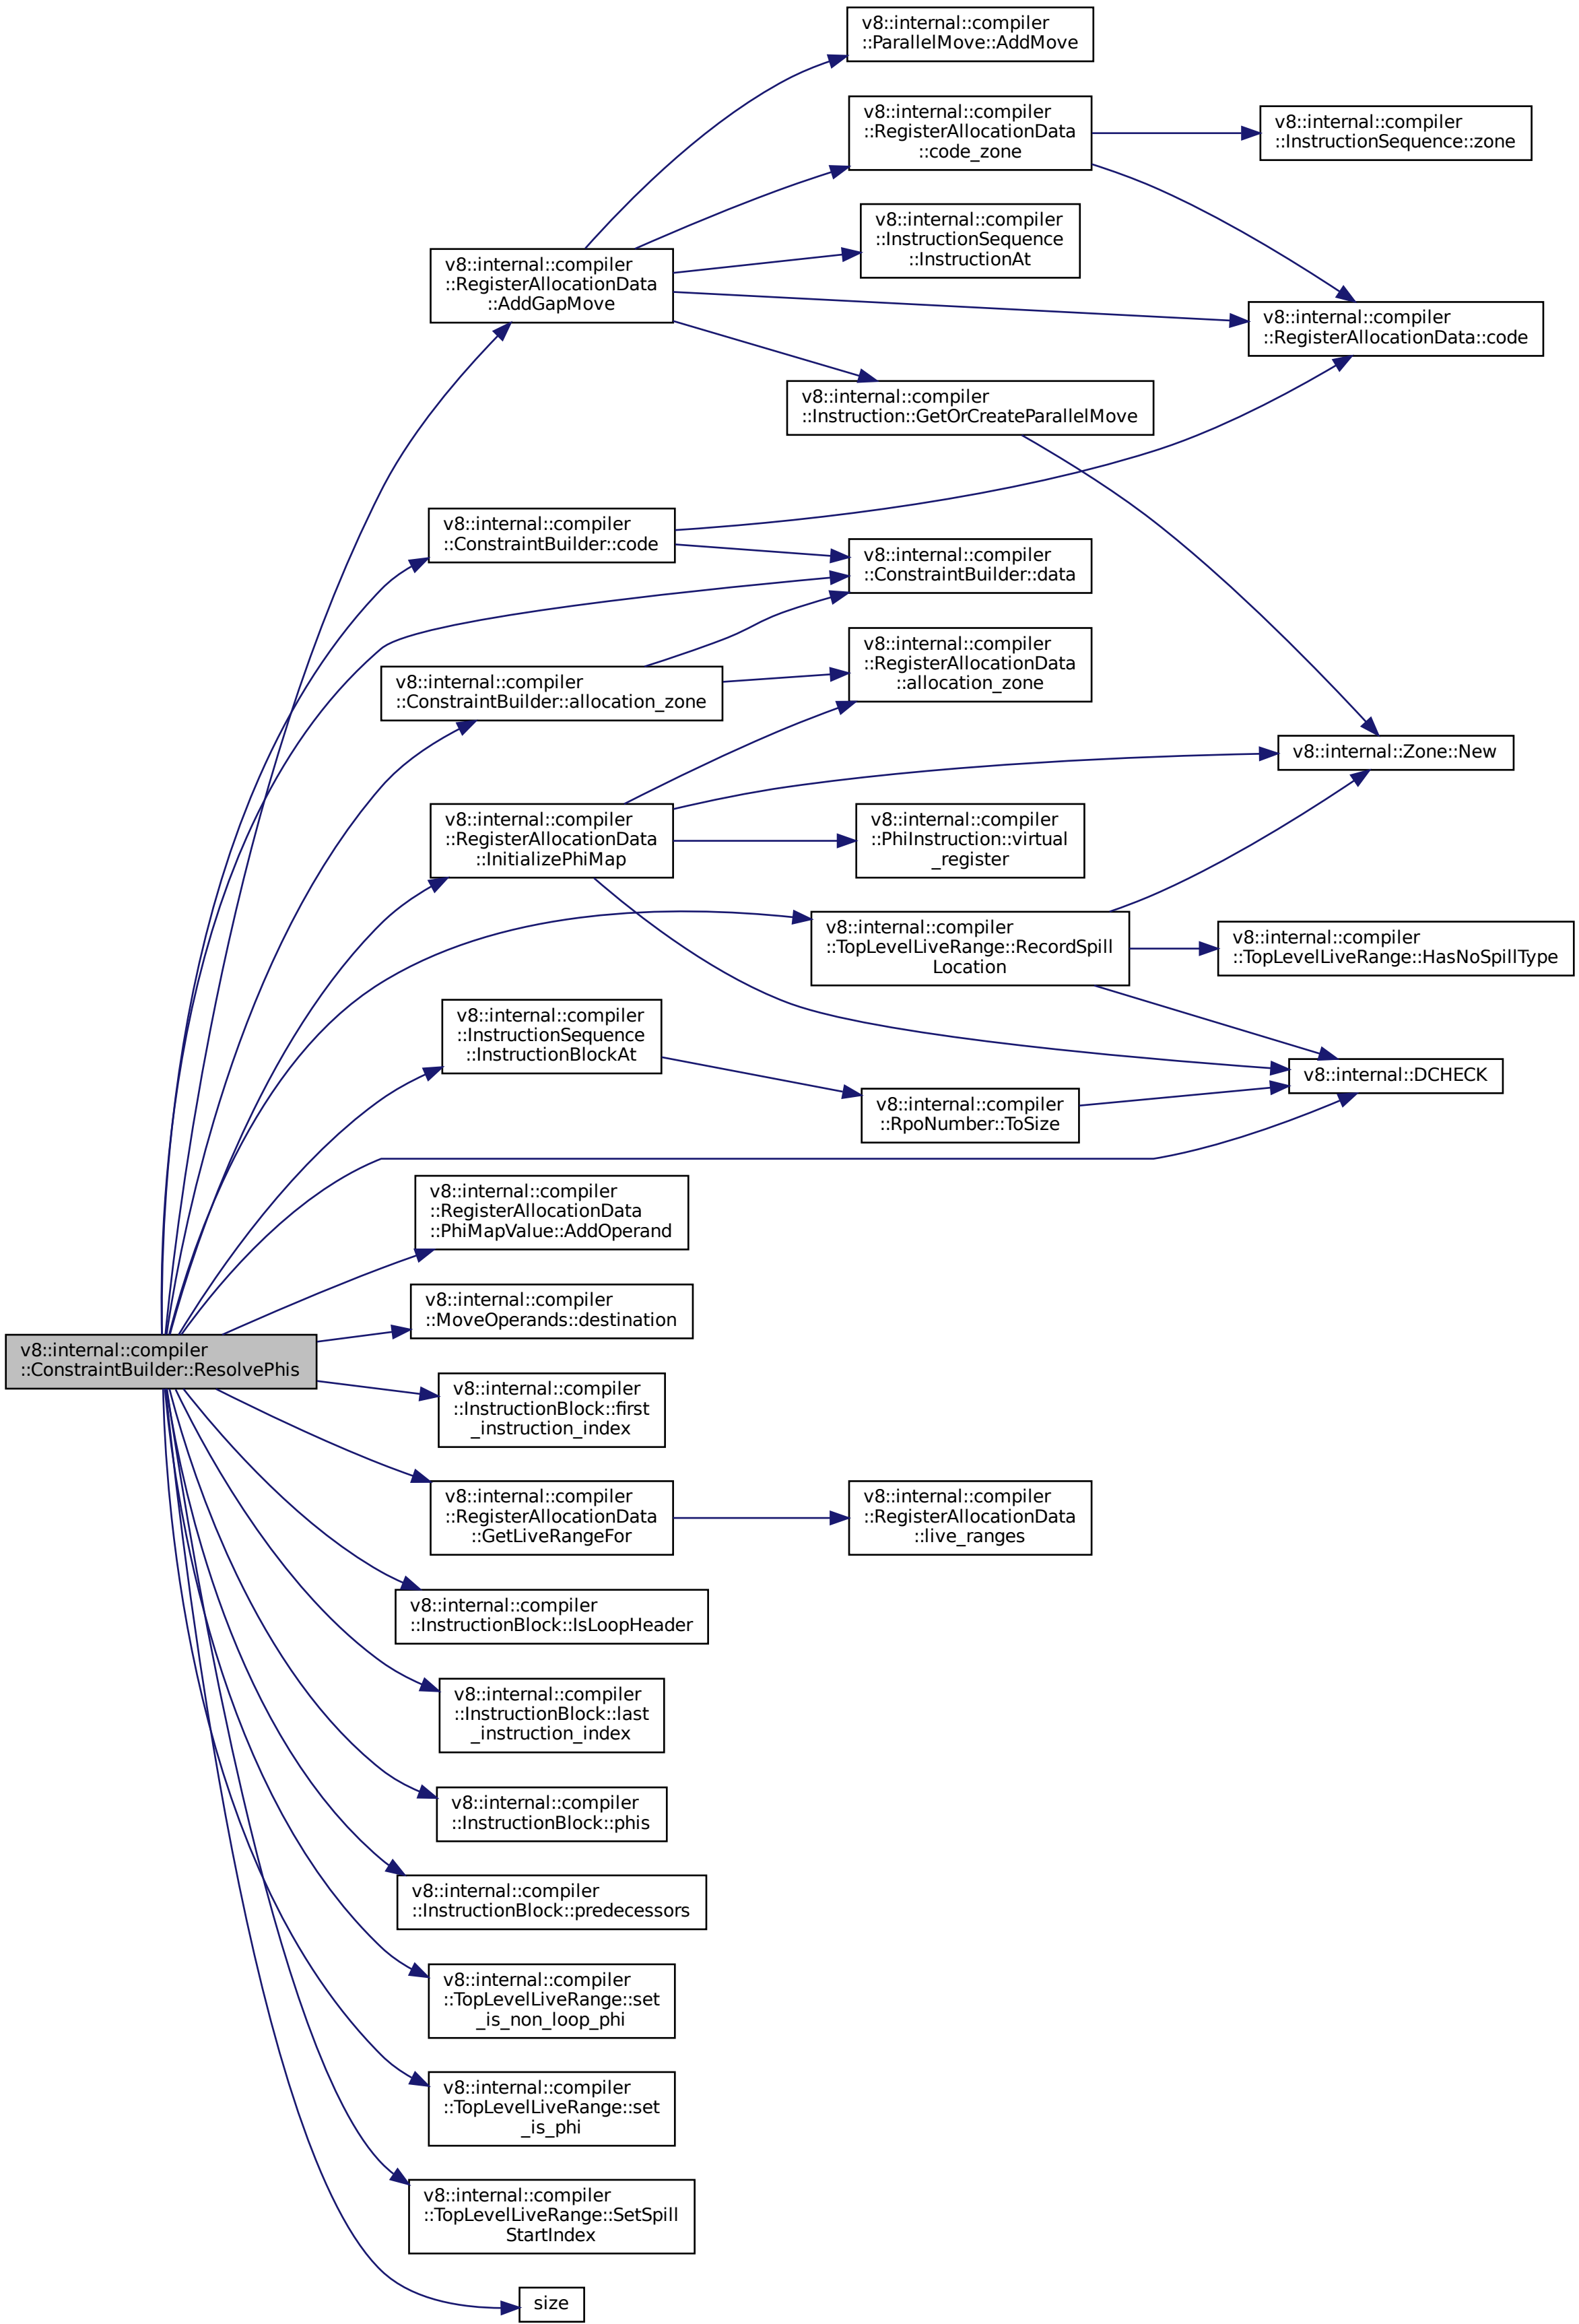 v8::internal::compiler
::ParallelMove::AddMove
v8::internal::compiler
::RegisterAllocationData
::code_zone
v8::internal::compiler
::InstructionSequence::zone
v8::internal::compiler
::InstructionSequence
::InstructionAt
v8::internal::compiler
::RegisterAllocationData
::AddGapMove
v8::internal::compiler
::RegisterAllocationData::code
v8::internal::compiler
::Instruction::GetOrCreateParallelMove
v8::internal::compiler
::ConstraintBuilder::code
v8::internal::compiler
::ConstraintBuilder::data
v8::internal::compiler
::RegisterAllocationData
::allocation_zone
v8::internal::compiler
::ConstraintBuilder::allocation_zone
v8::internal::Zone::New
v8::internal::compiler
::RegisterAllocationData
::InitializePhiMap
v8::internal::compiler
::PhiInstruction::virtual
_register
v8::internal::compiler
::TopLevelLiveRange::RecordSpill
Location
v8::internal::compiler
::TopLevelLiveRange::HasNoSpillType
v8::internal::compiler
::InstructionSequence
::InstructionBlockAt
v8::internal::DCHECK
v8::internal::compiler
::RpoNumber::ToSize
v8::internal::compiler
::RegisterAllocationData
::PhiMapValue::AddOperand
v8::internal::compiler
::MoveOperands::destination
v8::internal::compiler
::ConstraintBuilder::ResolvePhis
v8::internal::compiler
::InstructionBlock::first
_instruction_index
v8::internal::compiler
::RegisterAllocationData
::GetLiveRangeFor
v8::internal::compiler
::RegisterAllocationData
::live_ranges
v8::internal::compiler
::InstructionBlock::IsLoopHeader
v8::internal::compiler
::InstructionBlock::last
_instruction_index
v8::internal::compiler
::InstructionBlock::phis
v8::internal::compiler
::InstructionBlock::predecessors
v8::internal::compiler
::TopLevelLiveRange::set
_is_non_loop_phi
v8::internal::compiler
::TopLevelLiveRange::set
_is_phi
v8::internal::compiler
::TopLevelLiveRange::SetSpill
StartIndex
size